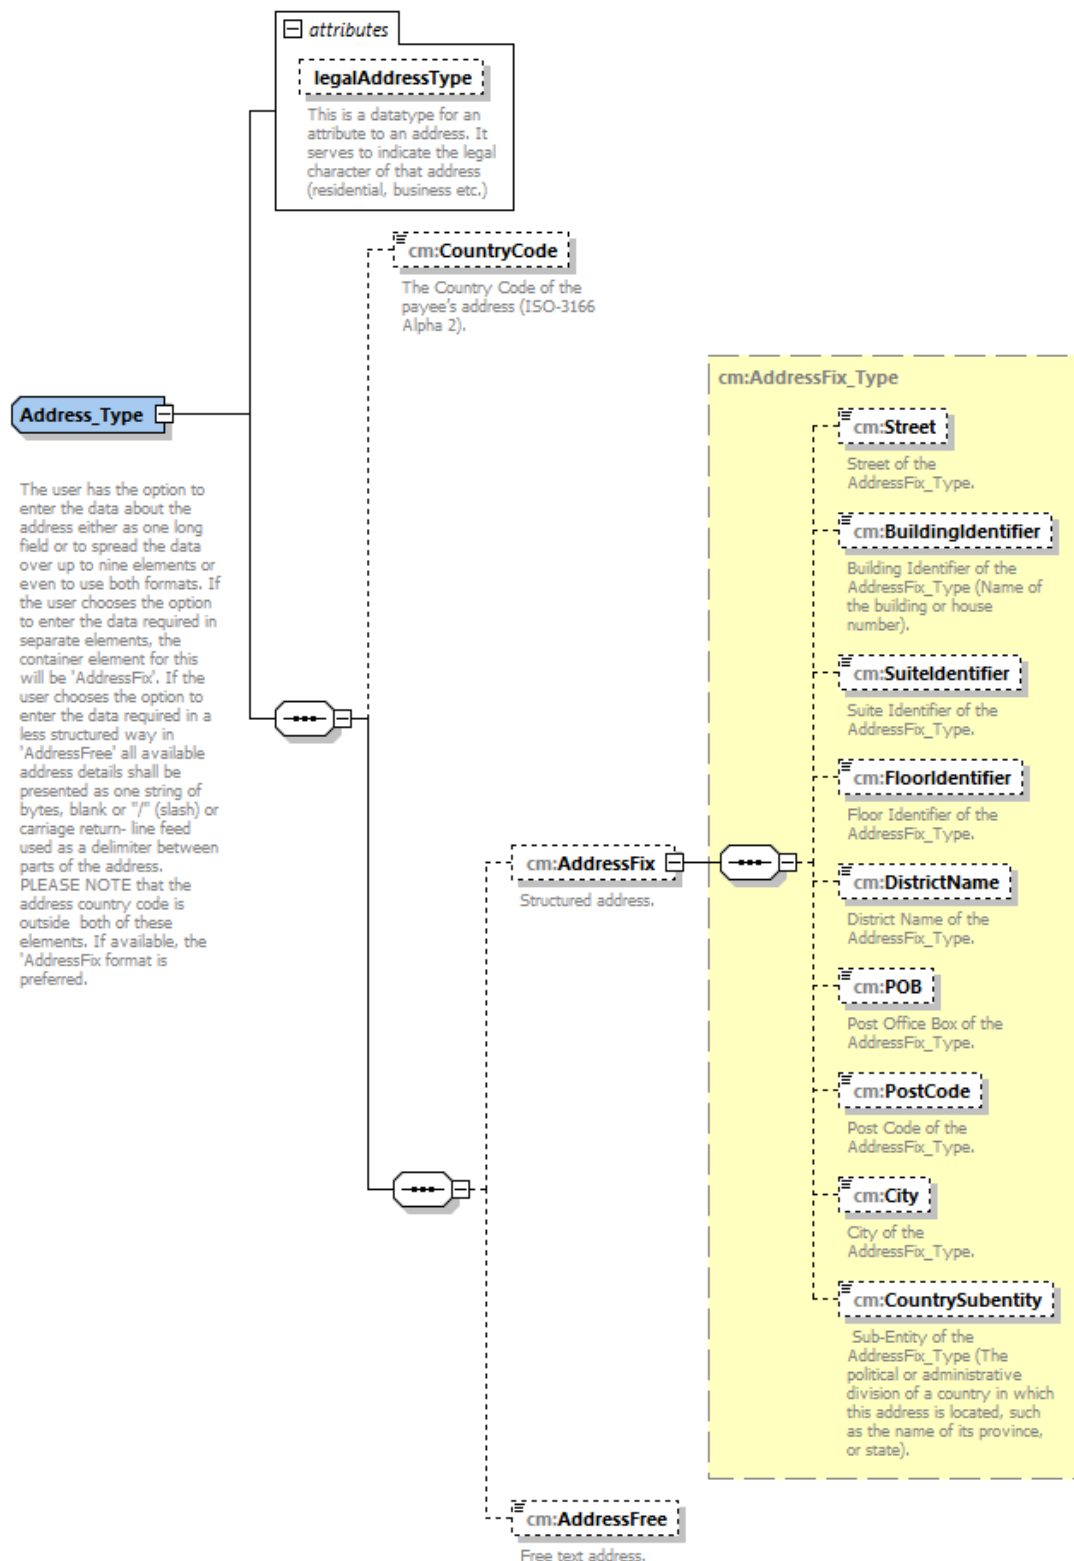 attributes
legalAddressType
This is a datatype for an
attribute to an address. It
serves to indicate the legal
character of that address
(residential, business etc.)
cm:CountryCode
The Country Code of the
payee's address (ISO-3166
Alpha 2).
Address_Type
The user has the option to
enter the data about the
address either as one long
field or to spread the data
over up to nine elements or
even to use both formats. If
the user chooses the option
to enter the data required in
separate elements, the
container element for this
will be 'AddressFix'. If the
user chooses the option to
enter the data required in a
less structured way in
'AddressFree' all available
address details shall be
presented as one string of
bytes, blank or "/" (slash) or
carriage return- line feed
used as a delimiter between
parts of the address.
PLEASE NOTE that the
address country code is
outside  both of these
elements. If available, the
'AddressFix format is
preferred.
cm:AddressFix
Structured address.
cm:AddressFix_Type
cm:Street
Street of the
AddressFix_Type.
cm:BuildingIdentifier
Building Identifier of the
AddressFix_Type (Name of
the building or house
number).
cm:SuiteIdentifier
Suite Identifier of the
AddressFix_Type.
cm:FloorIdentifier
Floor Identifier of the
AddressFix_Type.
cm:DistrictName
District Name of the
AddressFix_Type.
cm:POB
Post Office Box of the
AddressFix_Type.
cm:PostCode
Post Code of the
AddressFix_Type.
cm:City
City of the
AddressFix_Type.
cm:CountrySubentity
Sub-Entity of the
AddressFix_Type (The
political or administrative
division of a country in which
this address is located, such
as the name of its province,
or state).
cm:AddressFree
Free text address.